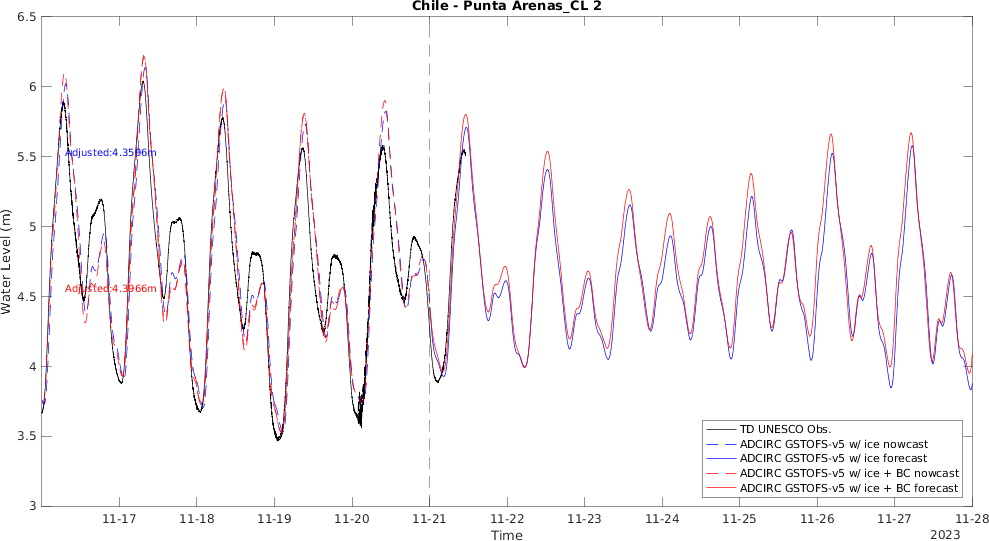 Chile - Punta Arenas_CL 2
Water Level (m)
6.5
6
5.5
5
4.5
4
3.5
3
Adjusted:4.3596m
Adjusted:4.3966m
TD UNESCO Obs.
ADCIRC GSTOFS-v5 w/ ice nowcast
ADCIRC GSTOFS-v5 w/ ice forecast
ADCIRC GSTOFS-v5 w/ ice + BC nowcast
ADCIRC GSTOFS-v5 w/ ice + BC forecast
11-17 11-18 11-19 11-20 11-21 11-22 11-23 11-24 11-25 11-26 11-27 11-28
Time
2023